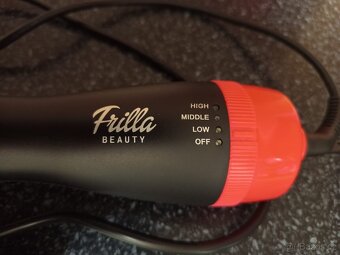 Frilla
BEAUTY
HIGH
MIDDLE
LOW
OFF